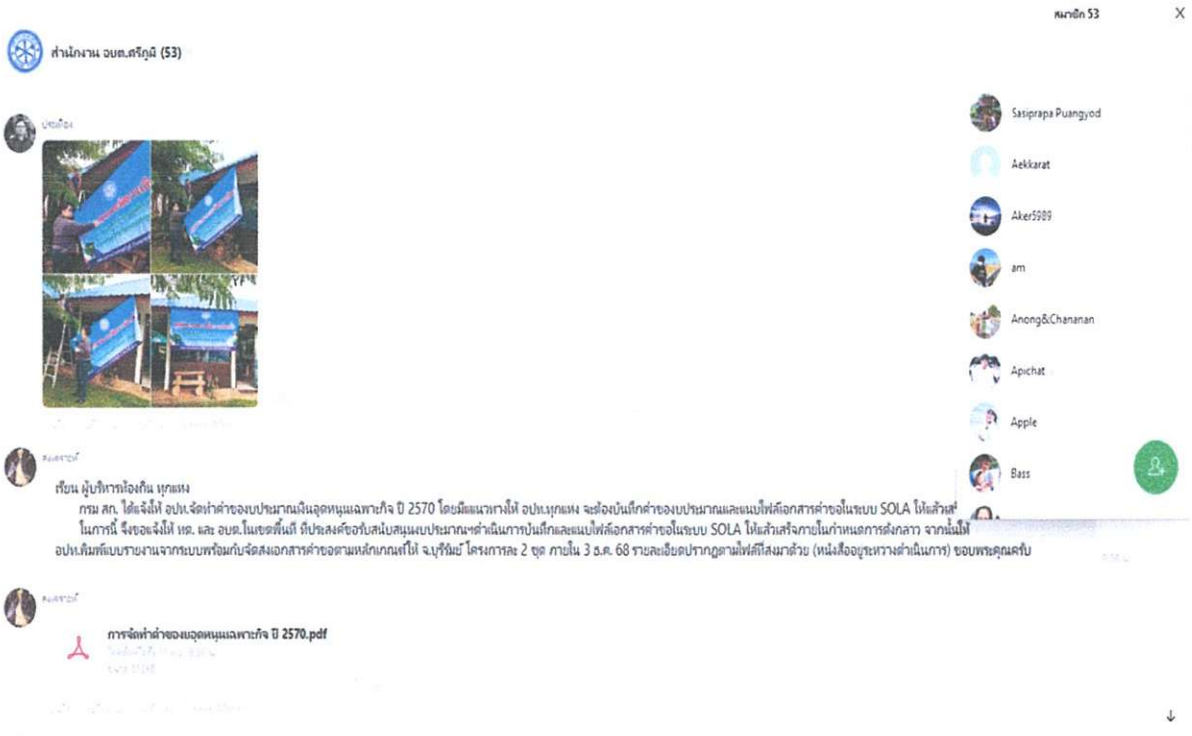 สมาชิก 53
X
สำนักงาน อบต.ศรีภูมิ (53)
Sasiprapa Puangyod
Aekkarat
Aker5989
am
Anong&Chananan
Apichat
Apple
Bass
เรียน ผู้บริหารท้องถิ่น ทุกแห่ง
กรม สถ. ได้แจ้งให้ อปท.จัดทำคำของบประมาณเงินอุดหนุนเฉพาะกิจ ปี 2570 โดยมีแนวทางให้ อปท.ทุกแห่ง จะต้องบันทึกคำของบประมาณและแนบไฟล์เอกสารคำขอในระบบ SOLA ให้แล้วเสร็
ในการนี้ จึงขอแจ้งให้ ทต. และ อบต.ในเขตพื้นที่ ที่ประสงค์ขอรับสนับสนุนงบประมาณฯดำเนินการบันทึกและแนบไฟล์เอกสารคำขอในระบบ SOLA ให้แล้วเสร็จภายในกำหนดการดังกล่าว จากนั้นให้
อปท.พิมพ์แบบรายงานจากระบบพร้อมกับจัดส่งเอกสารคำขอตามหลักเกณฑ์ให้ จ.บุรีรัมย์ โครงการละ 2 ชุด ภายใน 3 ธ.ค. 68 รายละเอียดปรากฏตามไฟล์ที่ส่งมาด้วย (หนังสืออยู่ระหว่างดำเนินการ) ขอบพระคุณครับ
การจัดทำคำของบอุดหนุนเฉพาะกิจ ปี 2570.pdf